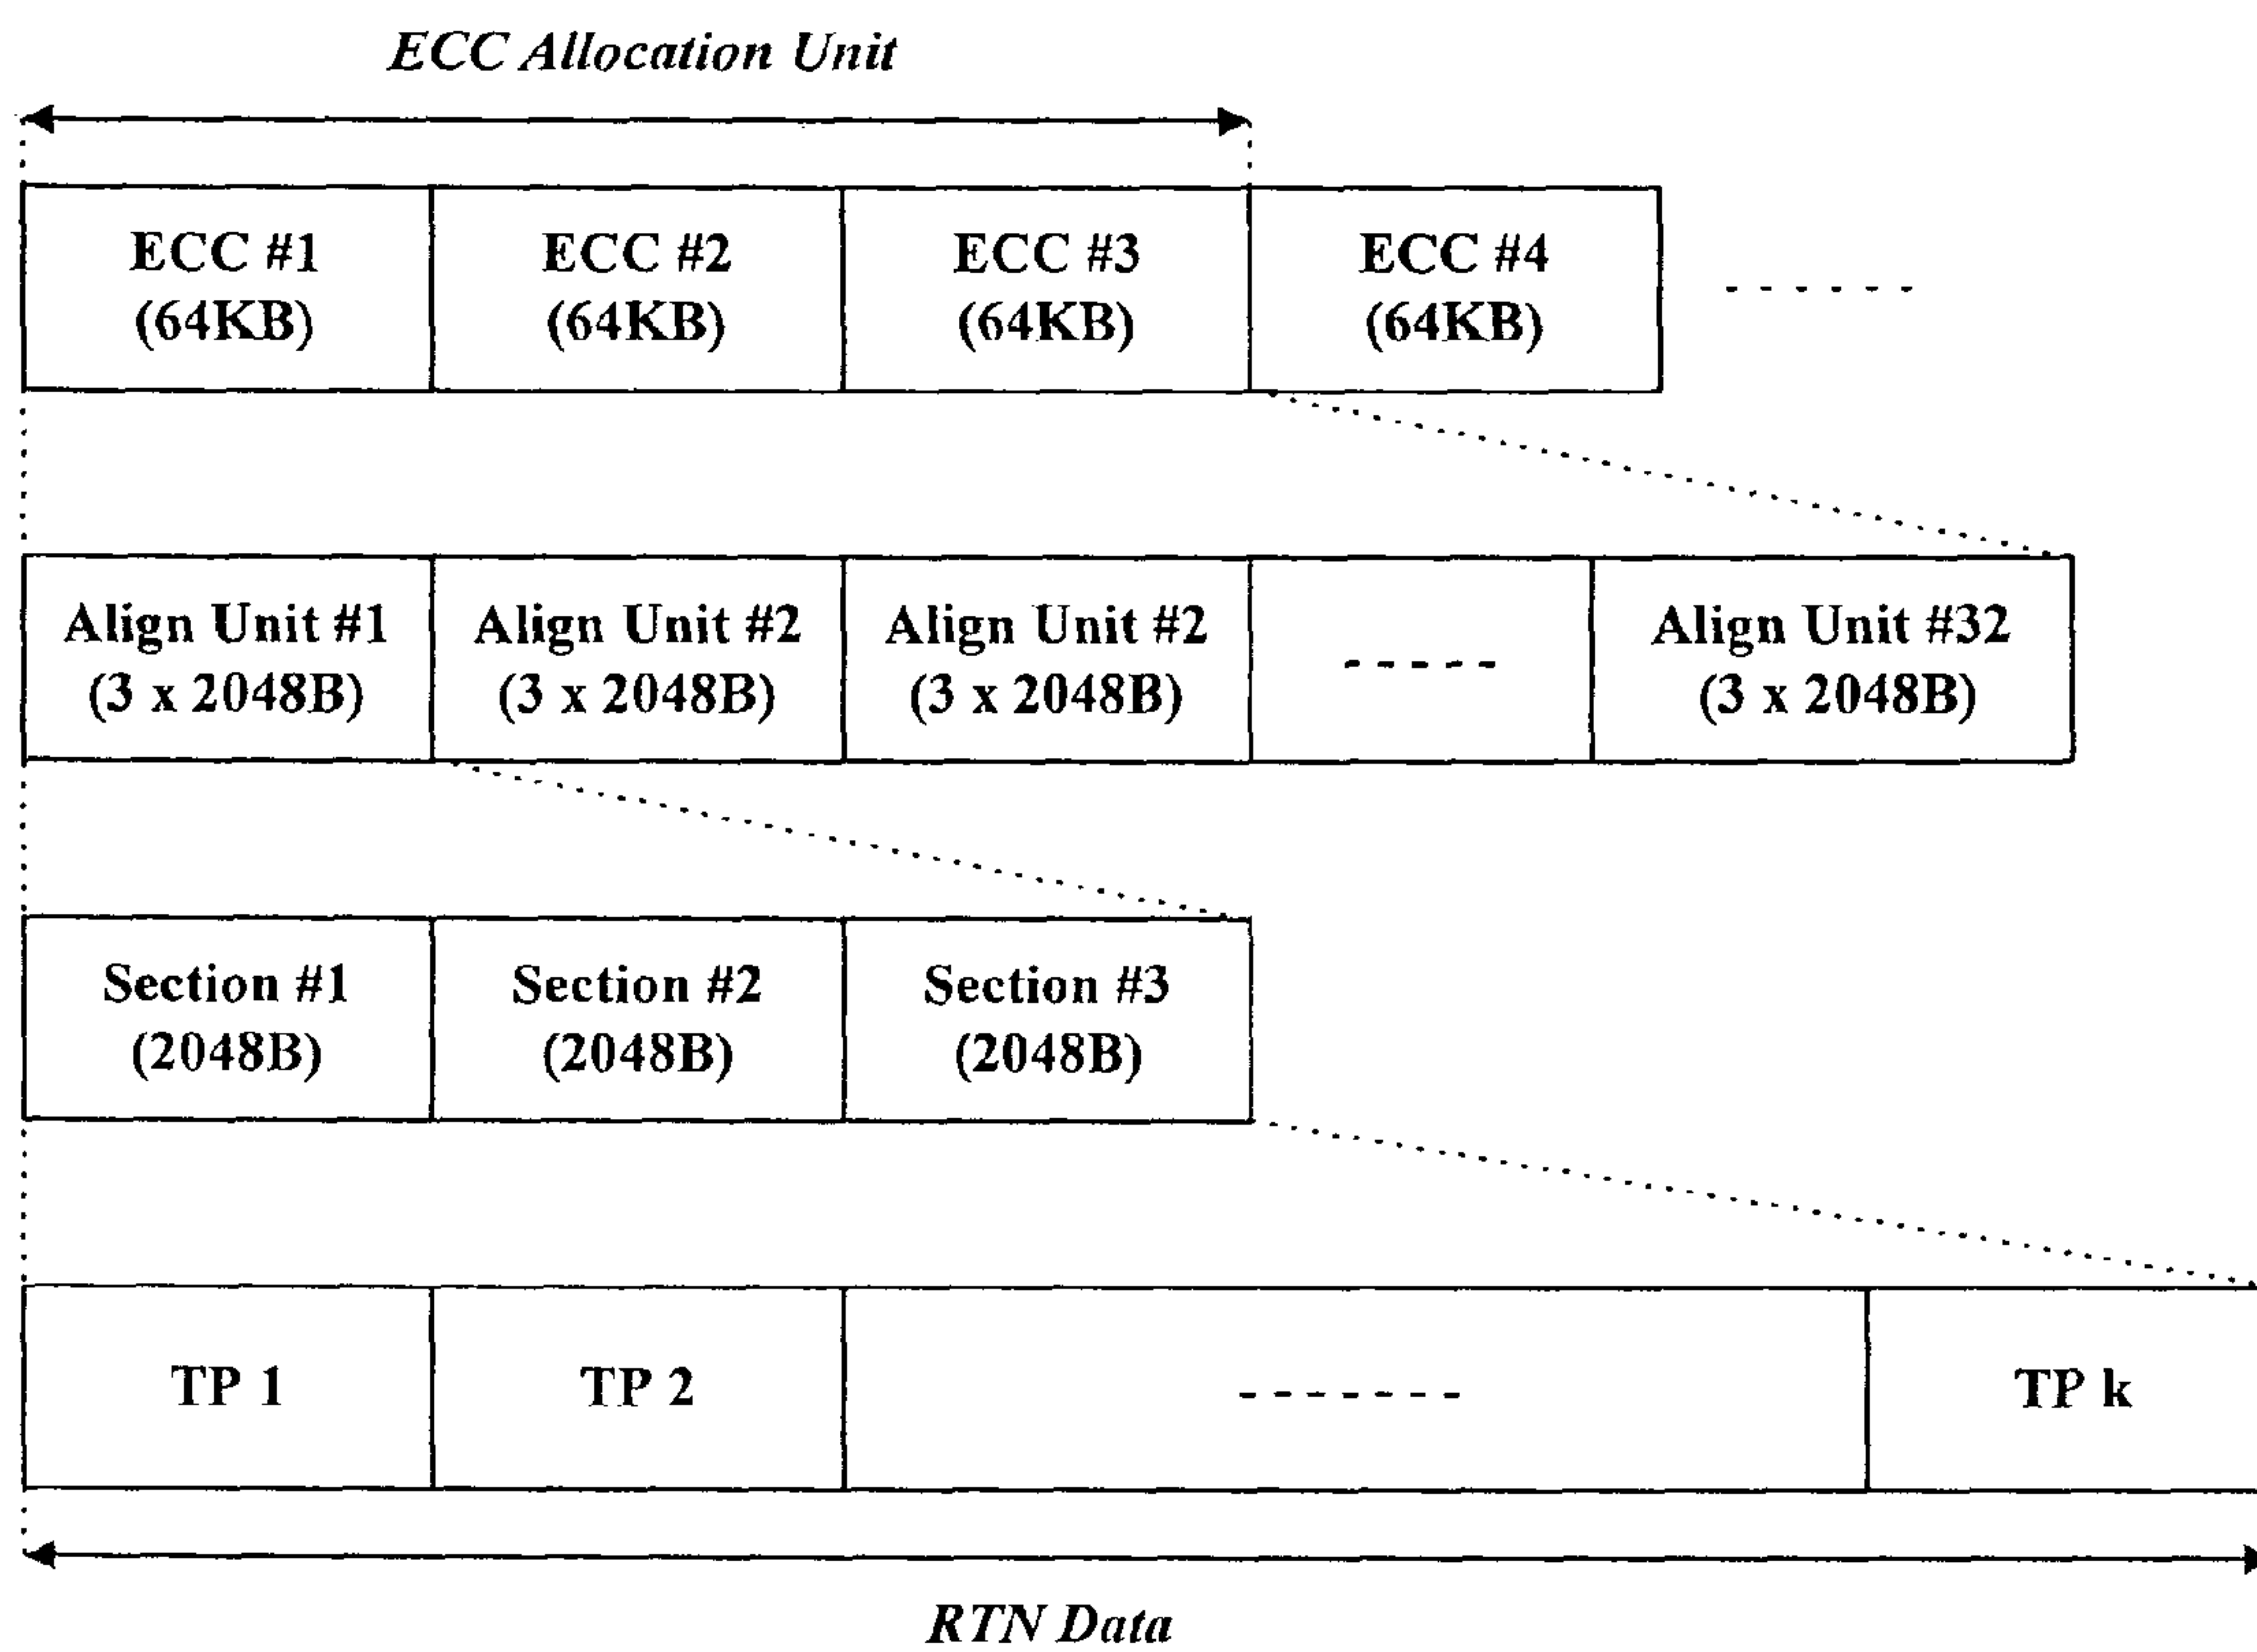 ECC Allocation Unit
ECC #1
(64KB)
ECC #2
(64KB)
ECC #3
(64KB)
ECC #4
(64KB)
Align Unit #1
(3 x 2048B)
Align Unit #2
(3 x 2048B)
Align Unit #2
(3 x 2048B)
Align Unit #32
(3 x 2048B)
Section #1
(2048B)
Section #2
(2048B)
Section #3
(2048B)
TP 1
TP 2
TP k
RTN Data